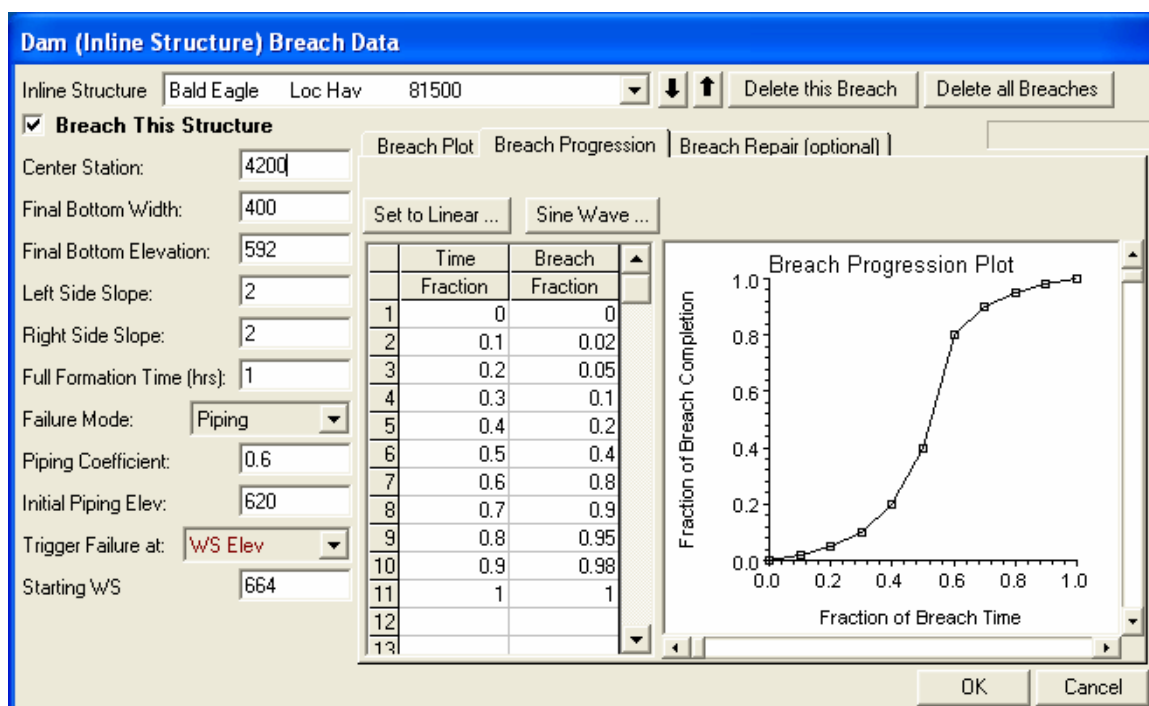 Dam (Inline Structure) Breach Data
Inline Structure Bald Eagle Loc Hav 81500 Delete this Breach Delete all Breaches
Breach This Structure
Breach Plot Breach Progression Breach Repair (optional)
Center Station: 4200
Final Bottom Width: 400
Final Bottom Elevation: 592
Left Side Slope: 2
Right Side Slope: 2
Full Formation Time (hrs): 1
Failure Mode: Piping
Piping Coefficient: 0.6
Initial Piping Elev: 620
Trigger Failure at: WS Elev
Starting WS 664
Set to Linear ... Sine Wave ...
Time Breach
Fraction Fraction
1 0 0
2 0.1 0.02
3 0.2 0.05
4 0.3 0.1
5 0.4 0.2
6 0.5 0.4
7 0.6 0.8
8 0.7 0.9
9 0.8 0.95
10 0.9 0.98
11 1 1
12
13
Breach Progression Plot
Fraction of Breach Completion
1.0
0.8
0.6
0.4
0.2
0.0
0.0 0.2 0.4 0.6 0.8 1.0
Fraction of Breach Time
OK Cancel